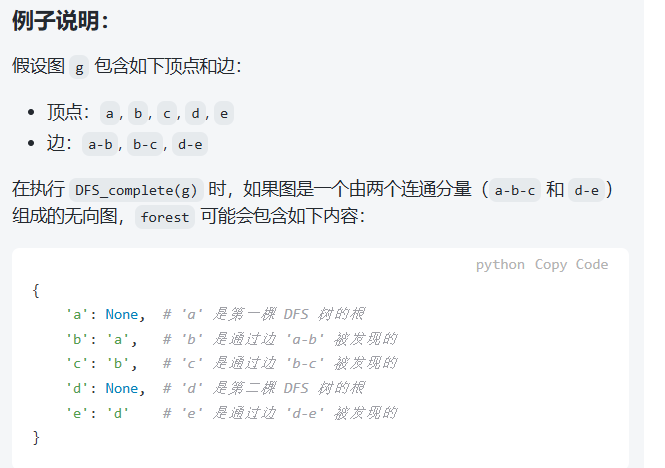 例子说明：
假设图 g 包含如下顶点和边：
• 顶点： a , b , c , d , e
• 边： a-b , b-c , d-e
在执行 DFS_complete(g) 时，如果图是一个由两个连通分量（ a-b-c 和 d-e ）
组成的无向图， forest 可能会包含如下内容：
python Copy Code
{
    'a': None,  # 'a' 是第一棵 DFS 树的根
    'b': 'a',   # 'b' 是通过边 'a-b' 被发现的
    'c': 'b',   # 'c' 是通过边 'b-c' 被发现的
    'd': None,  # 'd' 是第二棵 DFS 树的根
    'e': 'd'    # 'e' 是通过边 'd-e' 被发现的
}